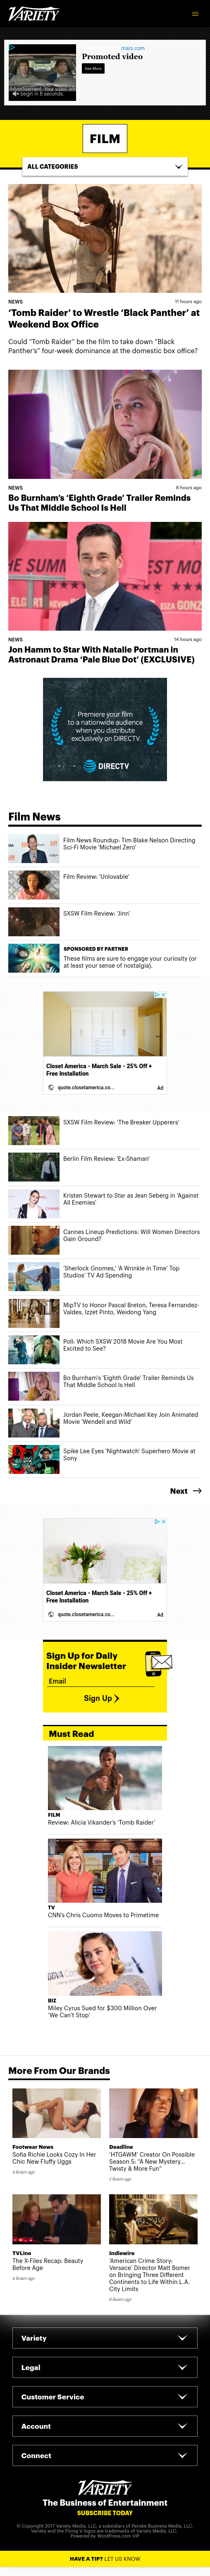 VARIETY
mars.com
Promoted video
See More
Advertisement: Your video will
begin in 8 seconds.
FILM
ALL CATEGORIES
NEWS
11 hours ago
‘Tomb Raider’ to Wrestle ‘Black Panther’ at
Weekend Box Office
Could “Tomb Raider” be the film to take down “Black
Panther’s” four-week dominance at the domestic box office?
NEWS
8 hours ago
Bo Burnham’s ‘Eighth Grade’ Trailer Reminds
Us That Middle School Is Hell
NEWS
14 hours ago
Jon Hamm to Star With Natalie Portman in
Astronaut Drama ‘Pale Blue Dot’ (EXCLUSIVE)
Premiere your film
to a nationwide audience
when you distribute
exclusively on DIRECTV.
DIRECTV
Film News
Film News Roundup: Tim Blake Nelson Directing
Sci-Fi Movie ‘Michael Zero’
Film Review: ‘Unlovable’
SXSW Film Review: ‘Jinn’
SPONSORED BY PARTNER
These films are sure to engage your curiosity (or
at least your sense of nostalgia).
Closet America - March Sale - 25% Off +
Free Installation
quote.closetamerica.co...
Ad
SXSW Film Review: ‘The Breaker Upperers’
Berlin Film Review: ‘Ex-Shaman’
Kristen Stewart to Star as Jean Seberg in ‘Against
All Enemies’
Cannes Lineup Predictions: Will Women Directors
Gain Ground?
‘Sherlock Gnomes,’ ‘A Wrinkle in Time’ Top
Studios’ TV Ad Spending
MipTV to Honor Pascal Breton, Teresa Fernandez-
Valdes, Izzet Pinto, Weidong Yang
Poll: Which SXSW 2018 Movie Are You Most
Excited to See?
Bo Burnham’s ‘Eighth Grade’ Trailer Reminds Us
That Middle School Is Hell
Jordan Peele, Keegan-Michael Key Join Animated
Movie ‘Wendell and Wild’
Spike Lee Eyes ‘Nightwatch’ Superhero Movie at
Sony
Next
Closet America - March Sale - 25% Off +
Free Installation
quote.closetamerica.co...
Ad
Sign Up for Daily
Insider Newsletter
Email
Sign Up
Must Read
FILM
Review: Alicia Vikander’s ‘Tomb Raider’
TV
CNN’s Chris Cuomo Moves to Primetime
BIZ
Miley Cyrus Sued for $300 Million Over
‘We Can’t Stop’
More From Our Brands
Footwear News
Sofia Richie Looks Cozy In Her
Chic New Fluffy Uggs
4 hours ago
Deadline
‘HTGAWM’ Creator On Possible
Season 5: “A New Mystery…
Twisty & More Fun”
5 hours ago
TVLine
The X-Files Recap: Beauty
Before Age
4 hours ago
Indiewire
‘American Crime Story:
Versace’ Director Matt Bomer
on Bringing Three Different
Continents to Life Within L.A.
City Limits
6 hours ago
Variety
Legal
Customer Service
Account
Connect
VARIETY
The Business of Entertainment
SUBSCRIBE TODAY
© Copyright 2017 Variety Media, LLC, a subsidiary of Penske Business Media, LLC.
Variety and the Flying V logos are trademarks of Variety Media, LLC.
Powered by WordPress.com VIP
HAVE A TIP? LET US KNOW